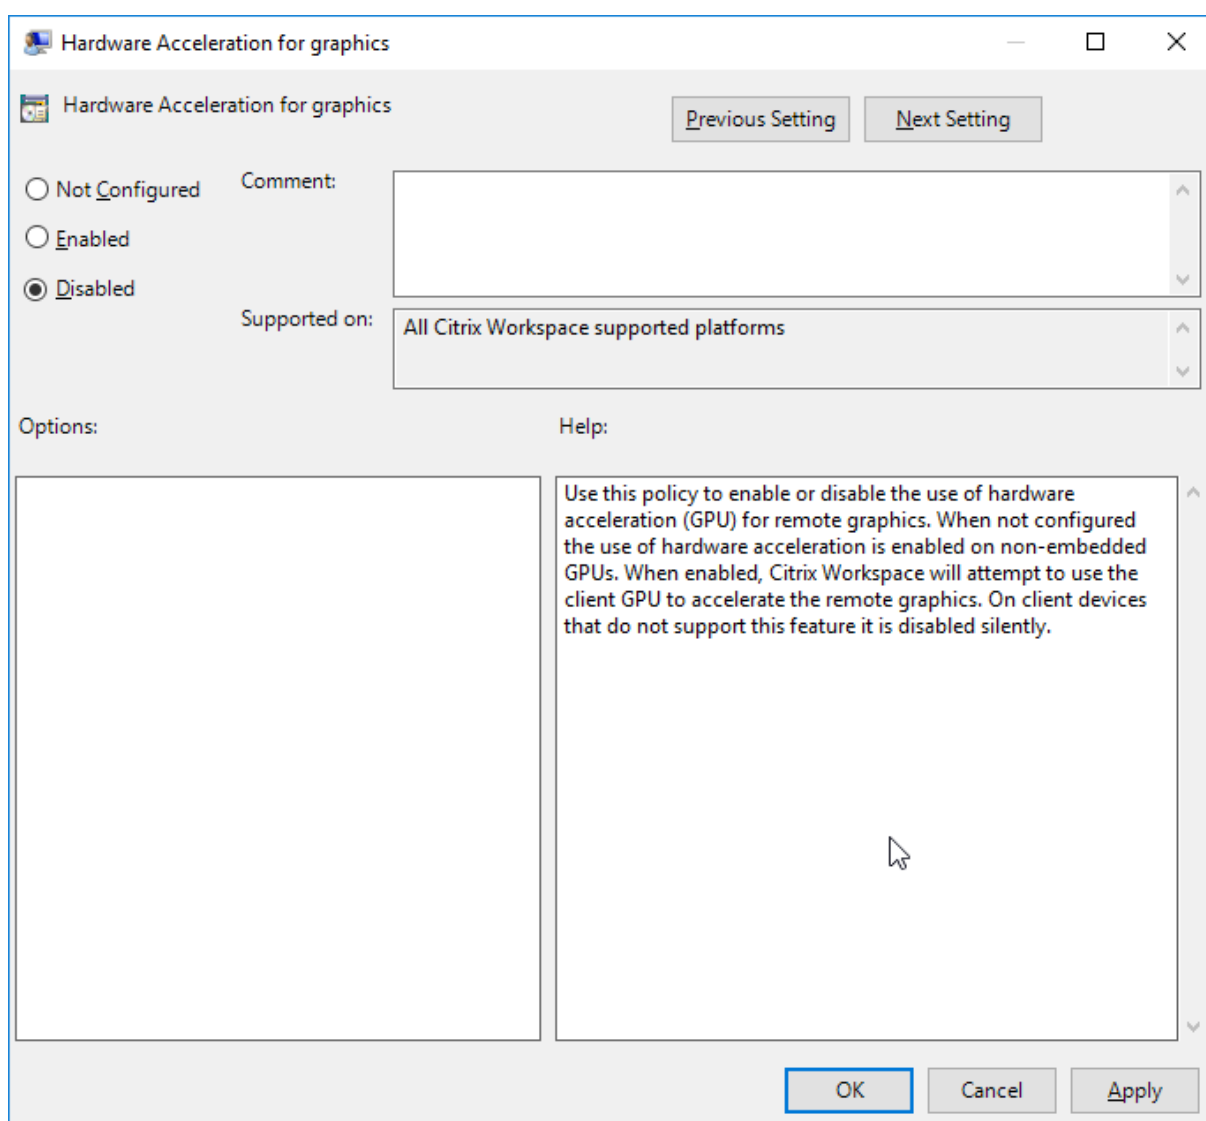 Hardware Acceleration for graphics
Hardware Acceleration for graphics
Previous Setting
Next Setting
Not Configured
Comment:
Enabled
Disabled
Supported on:
All Citrix Workspace supported platforms
Options:
Help:
Use this policy to enable or disable the use of hardware
acceleration (GPU) for remote graphics. When not configured
the use of hardware acceleration is enabled on non-embedded
GPUs. When enabled, Citrix Workspace will attempt to use the
client GPU to accelerate the remote graphics. On client devices
that do not support this feature it is disabled silently.
OK
Cancel
Apply